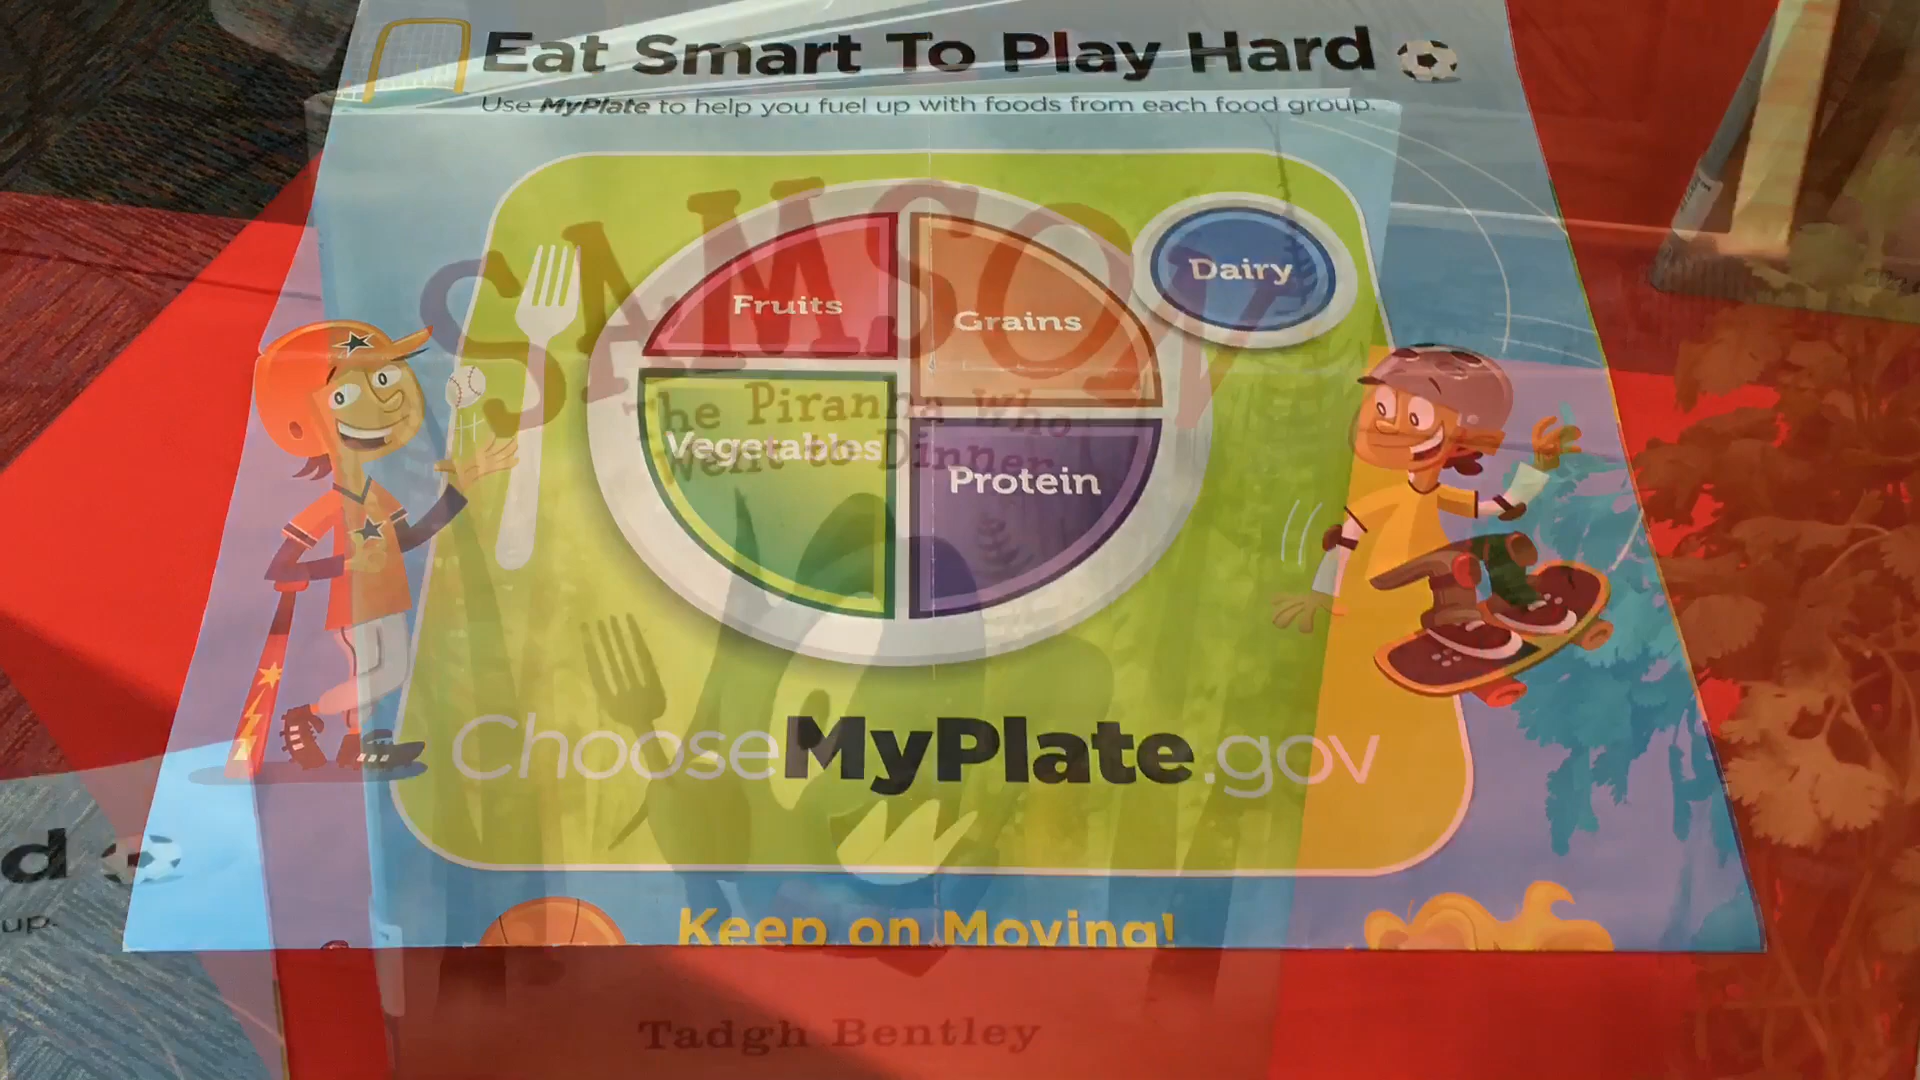 Eat Smart To Play Hard
Use MyPlate to help you fuel up with foods from each food group.
SAMSON
Dairy
Fruits
Grains
The Piranha Who
Went to Dinner
Vegetables
Protein
ChooseMyPlate.gov
d
up.
Keep on Moving!
Tadgh Bentley